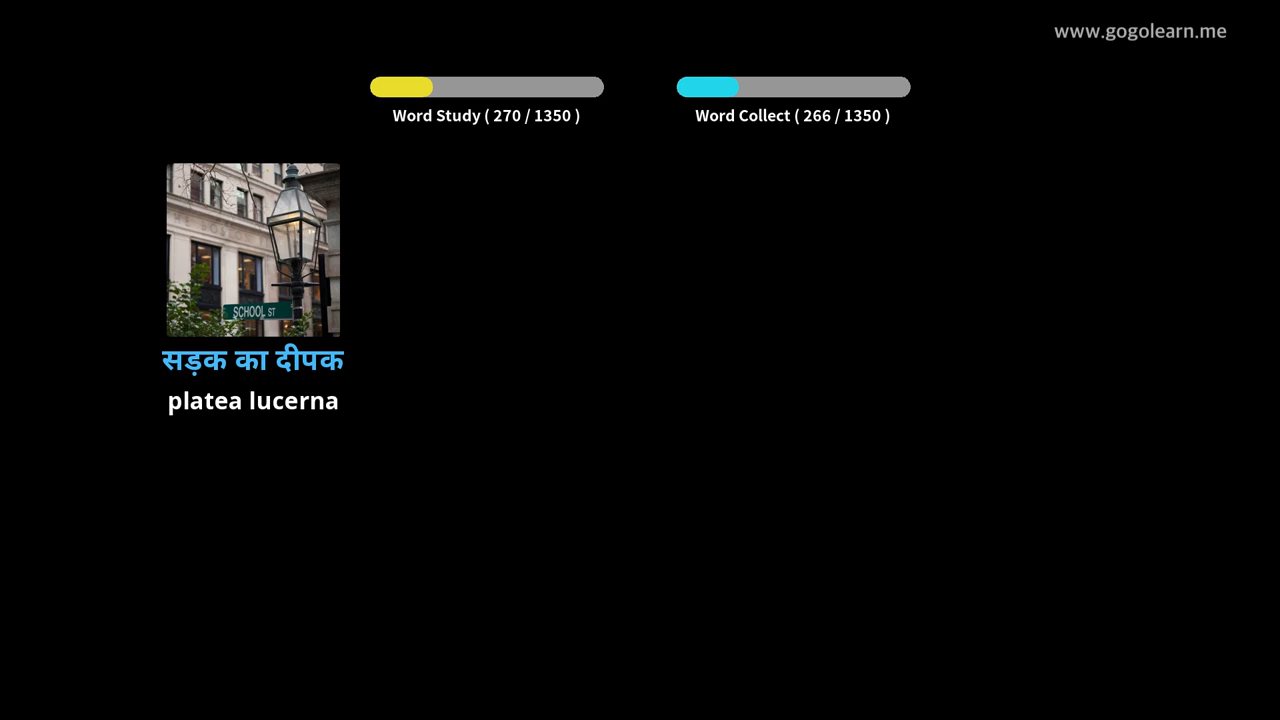 www.gogolearn.me
Word Study ( 270 / 1350 )
Word Collect ( 266 / 1350 )
SCHOOL ST
सड़क का दीपक
platea lucerna